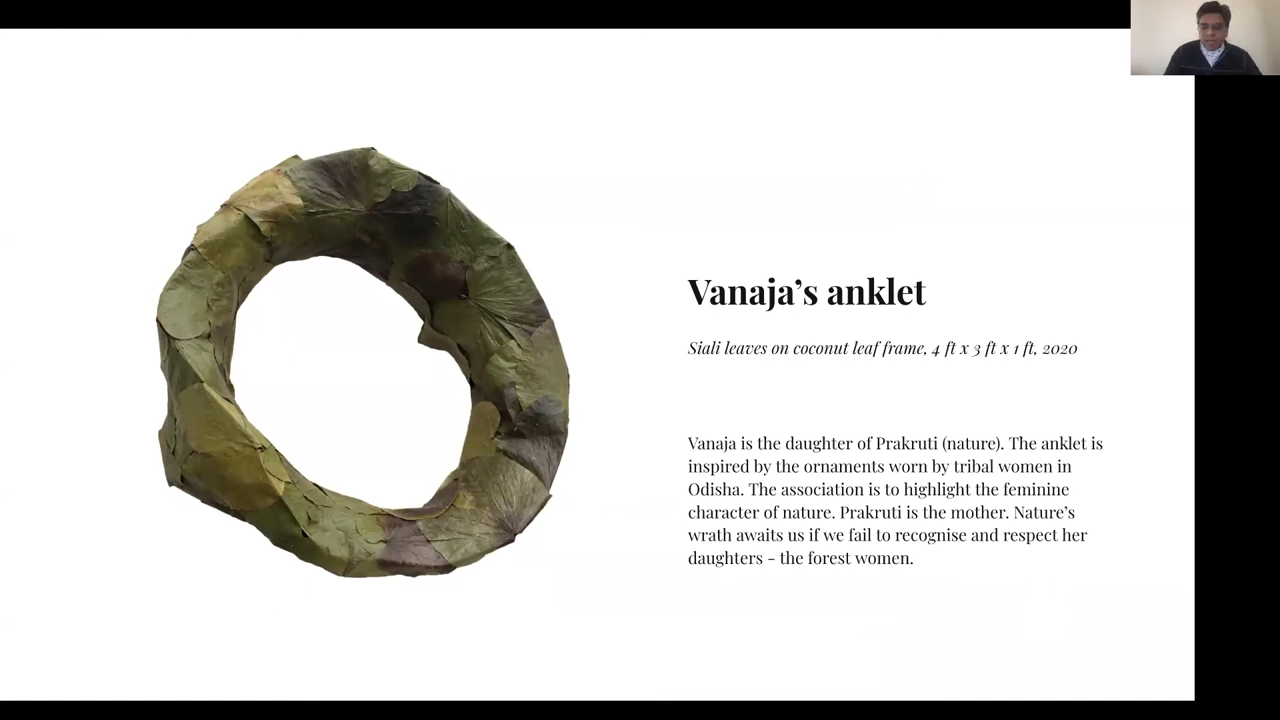 Vanaja’s anklet
Siali leaves on coconut leaf frame, 4 ft x 3 ft x 1 ft, 2020
Vanaja is the daughter of Prakruti (nature). The anklet is
inspired by the ornaments worn by tribal women in
Odisha. The association is to highlight the feminine
character of nature. Prakruti is the mother. Nature’s
wrath awaits us if we fail to recognise and respect her
daughters - the forest women.